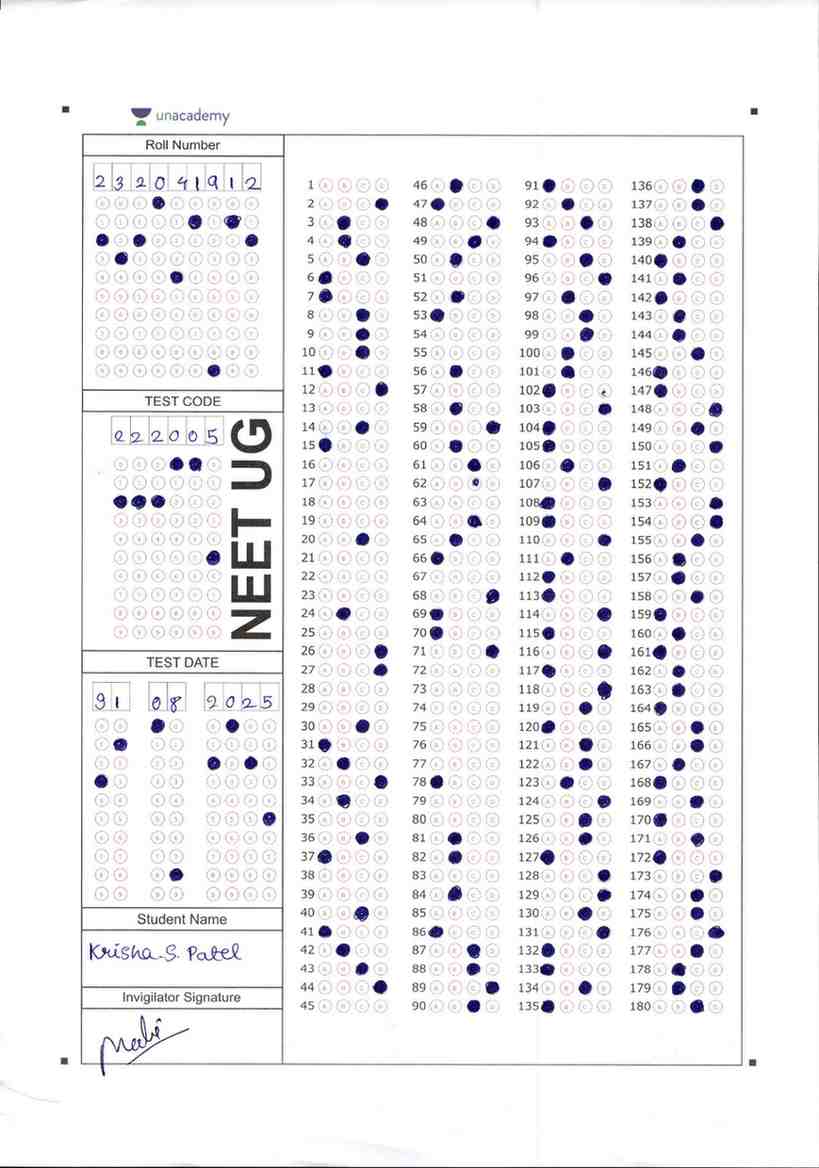 unacademy
Roll Number
2 3 2 0 4 1 9 1 2
TEST CODE
2 2 2 0 0 5
NEET UG
TEST DATE
31 08 2025
Student Name
Krisha.S. Patel
Invigilator Signature
1 46 91 136
2 47 92 137
3 48 93 138
4 49 94 139
5 50 95 140
6 51 96 141
7 52 97 142
8 53 98 143
9 54 99 144
10 55 100 145
11 56 101 146
12 57 102 147
13 58 103 148
14 59 104 149
15 60 105 150
16 61 106 151
17 62 107 152
18 63 108 153
19 64 109 154
20 65 110 155
21 66 111 156
22 67 112 157
23 68 113 158
24 69 114 159
25 70 115 160
26 71 116 161
27 72 117 162
28 73 118 163
29 74 119 164
30 75 120 165
31 76 121 166
32 77 122 167
33 78 123 168
34 79 124 169
35 80 125 170
36 81 126 171
37 82 127 172
38 83 128 173
39 84 129 174
40 85 130 175
41 86 131 176
42 87 132 177
43 88 133 178
44 89 134 179
45 90 135 180